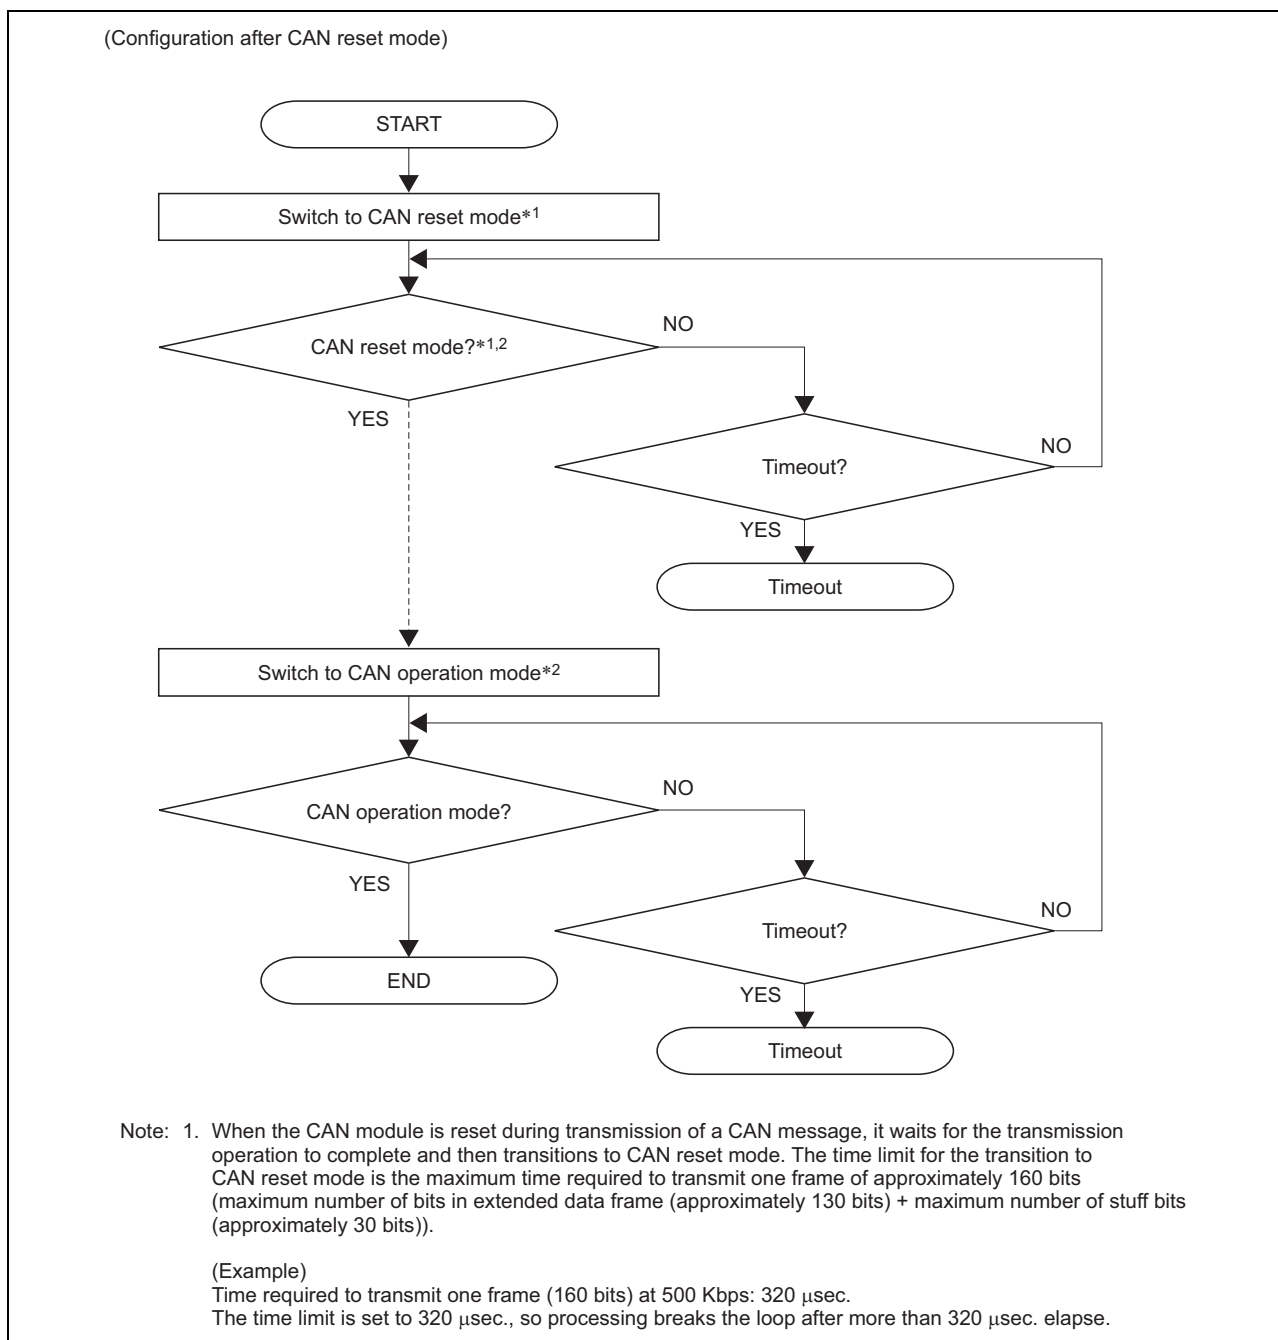 (Configuration after CAN reset mode)
START
Switch to CAN reset mode*1
CAN reset mode?*1,2
NO
YES
Timeout?
NO
YES
Timeout
Switch to CAN operation mode*2
CAN operation mode?
NO
YES
Timeout?
NO
END
YES
Timeout
Note: 1. When the CAN module is reset during transmission of a CAN message, it waits for the transmission
operation to complete and then transitions to CAN reset mode. The time limit for the transition to
CAN reset mode is the maximum time required to transmit one frame of approximately 160 bits
(maximum number of bits in extended data frame (approximately 130 bits) + maximum number of stuff bits
(approximately 30 bits)).
(Example)
Time required to transmit one frame (160 bits) at 500 Kbps: 320 μsec.
The time limit is set to 320 μsec., so processing breaks the loop after more than 320 μsec. elapse.